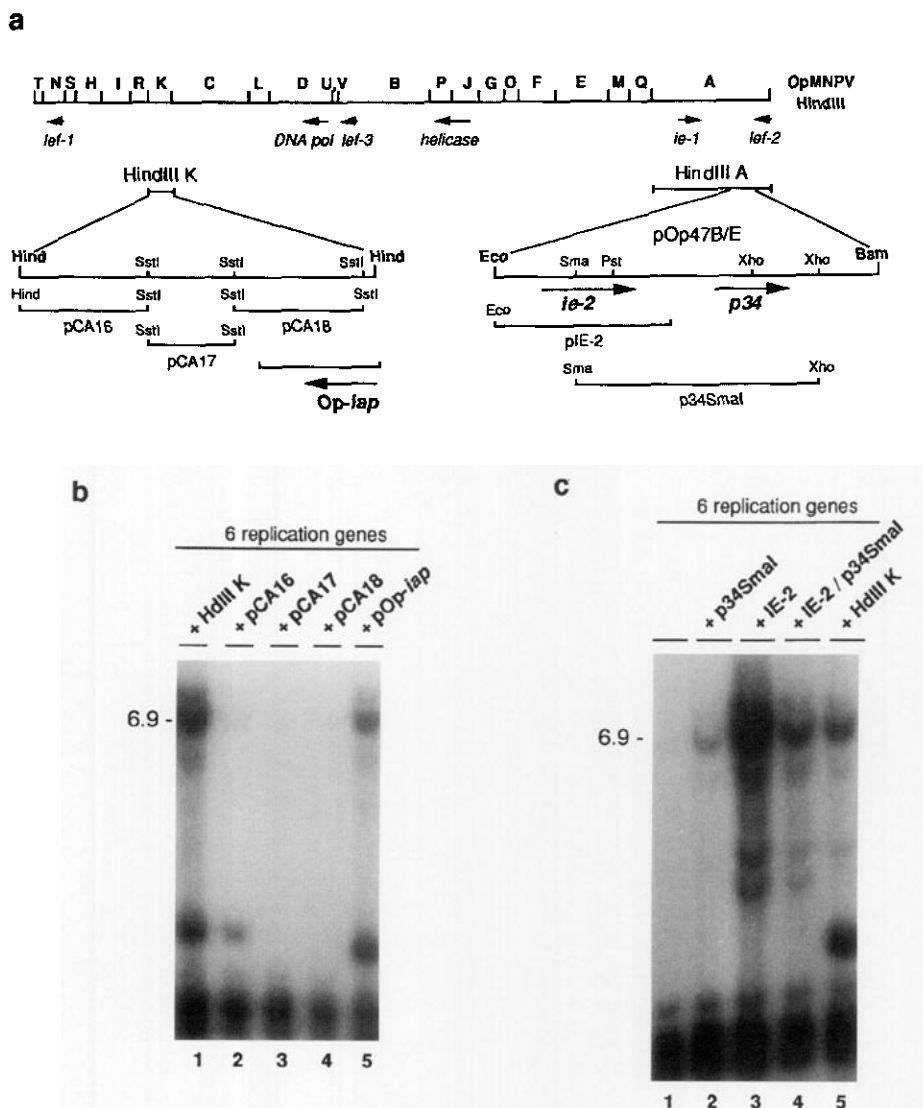 a
T N S H I R K C L D U V B P J G O F E M Q A OpMNPV
HindIII
lef-1 DNA pol lef-3 helicase ie-1 lef-2
HindIII K HindIII A
pOp47B/E
Hind SstI SstI SstI Hind Eco Sma Pst Xho Xho Bam
Hind SstI SstI SstI ie-2 p34
pCA16 SstI SstI pCA18 Eco
pCA17 pIE-2
Op-iap Sma Xho
p34SmaI
b
6 replication genes
+ HdIII K + pCA16 + pCA17 + pCA18 + pOp-iap
6.9 -
1 2 3 4 5
c
6 replication genes
+ p34SmaI + IE-2 + IE-2 / p34SmaI + HdIII K
6.9 -
1 2 3 4 5